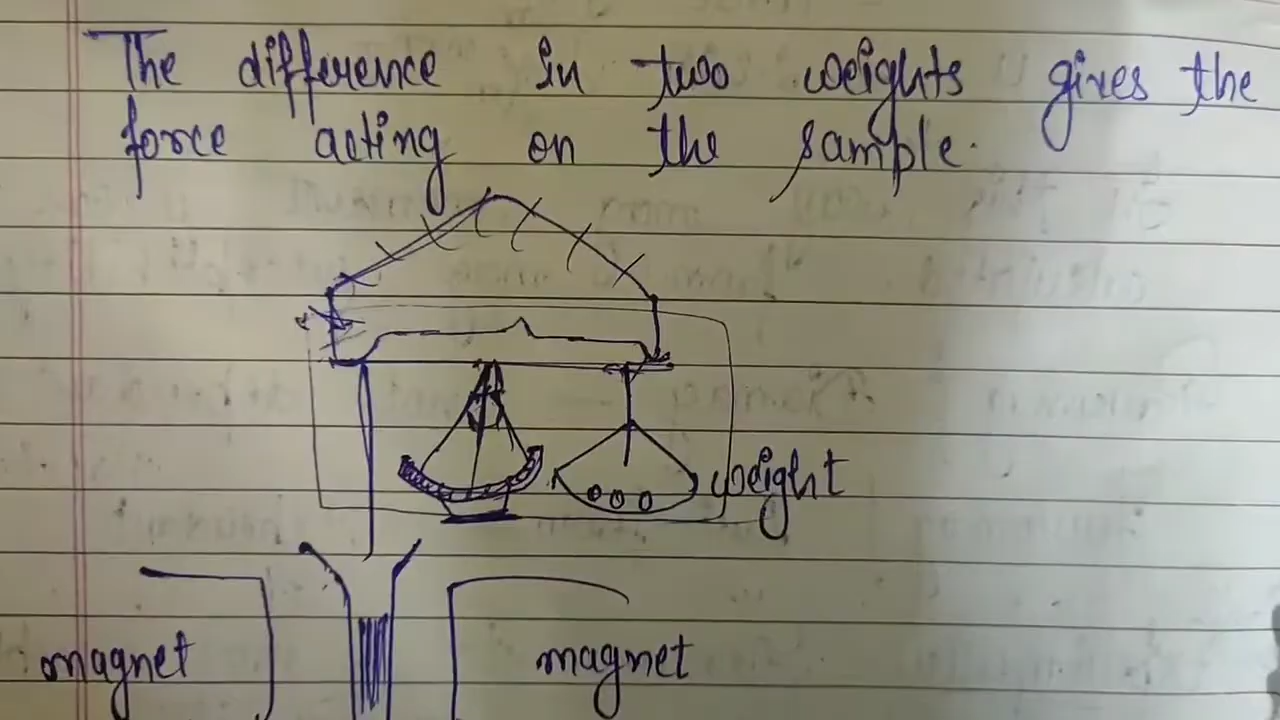 The difference in two weights gives the
force acting on the sample.
weight
magnet
magnet